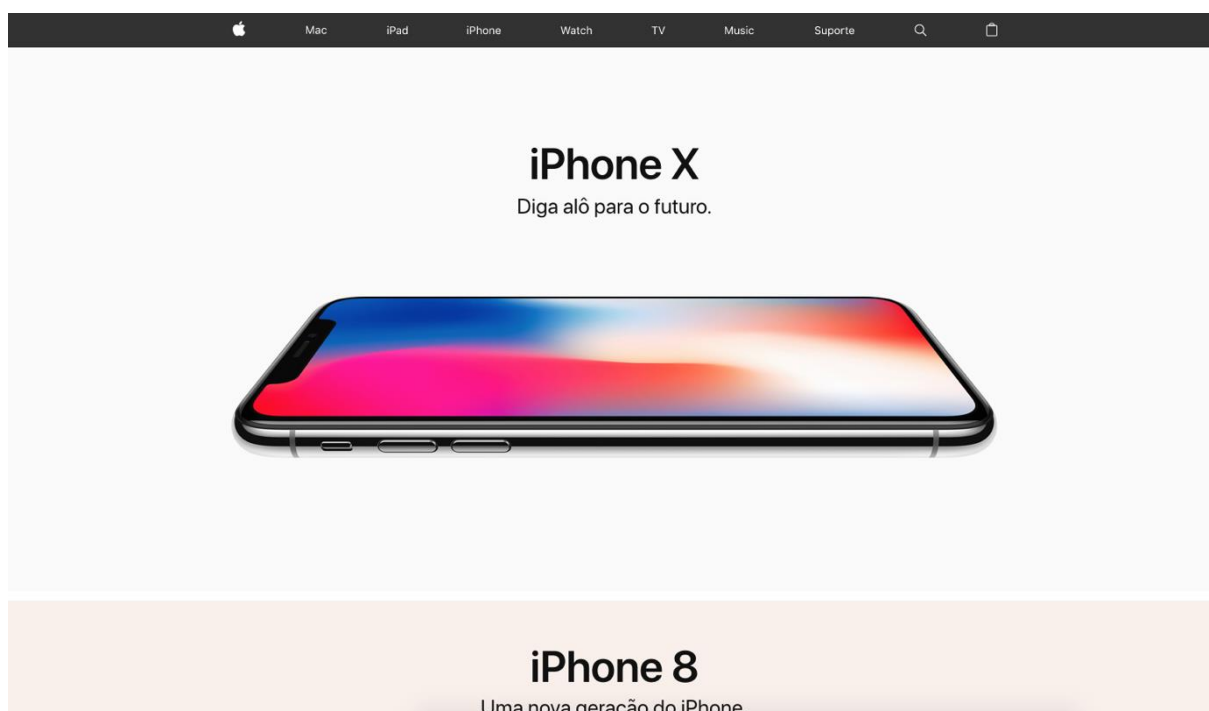 Mac iPad iPhone Watch TV Music Suporte
iPhone X
Diga alô para o futuro.
iPhone 8
Uma nova geração do iPhone.